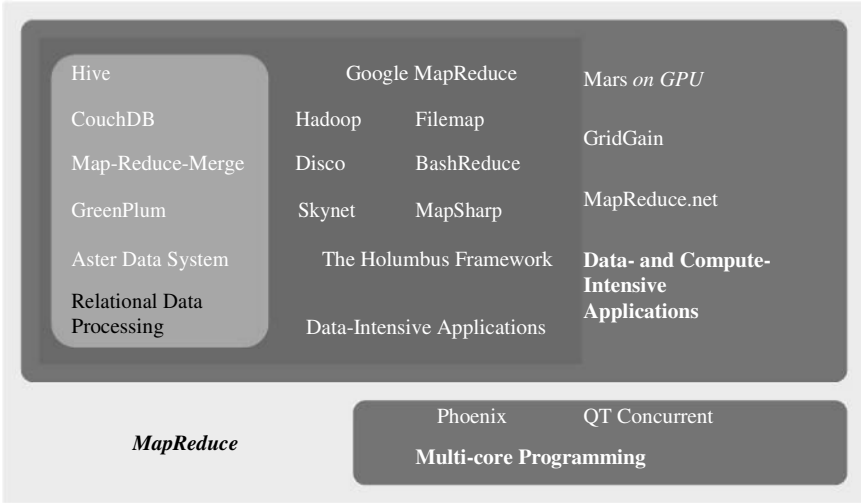 Hive
CouchDB
Map-Reduce-Merge
GreenPlum
Aster Data System
Relational Data
Processing
Google MapReduce
Hadoop Filemap
Disco BashReduce
Skynet MapSharp
The Holumbus Framework
Data-Intensive Applications
Mars on GPU
GridGain
MapReduce.net
Data- and Compute-
Intensive
Applications
MapReduce
Phoenix QT Concurrent
Multi-core Programming